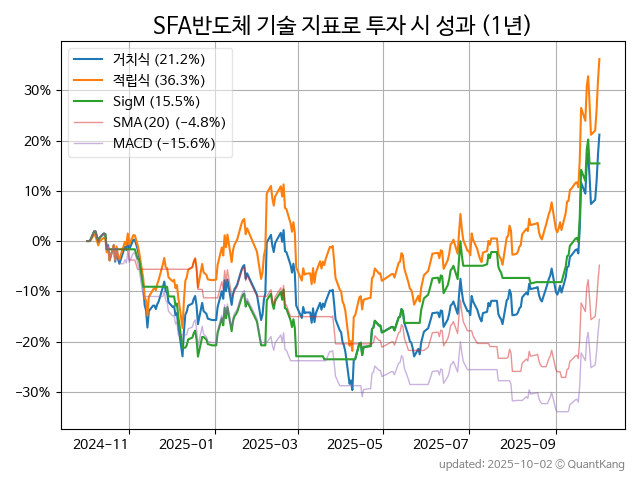 SFA반도체 기술 지표로 투자 시 성과 (1년)
거치식 (21.2%)
적립식 (36.3%)
SigM (15.5%)
SMA(20) (−4.8%)
MACD (−15.6%)
30%
20%
10%
0%
−10%
−20%
−30%
2024−11 2025−01 2025−03 2025−05 2025−07 2025−09
updated: 2025-10-02 © QuantKang